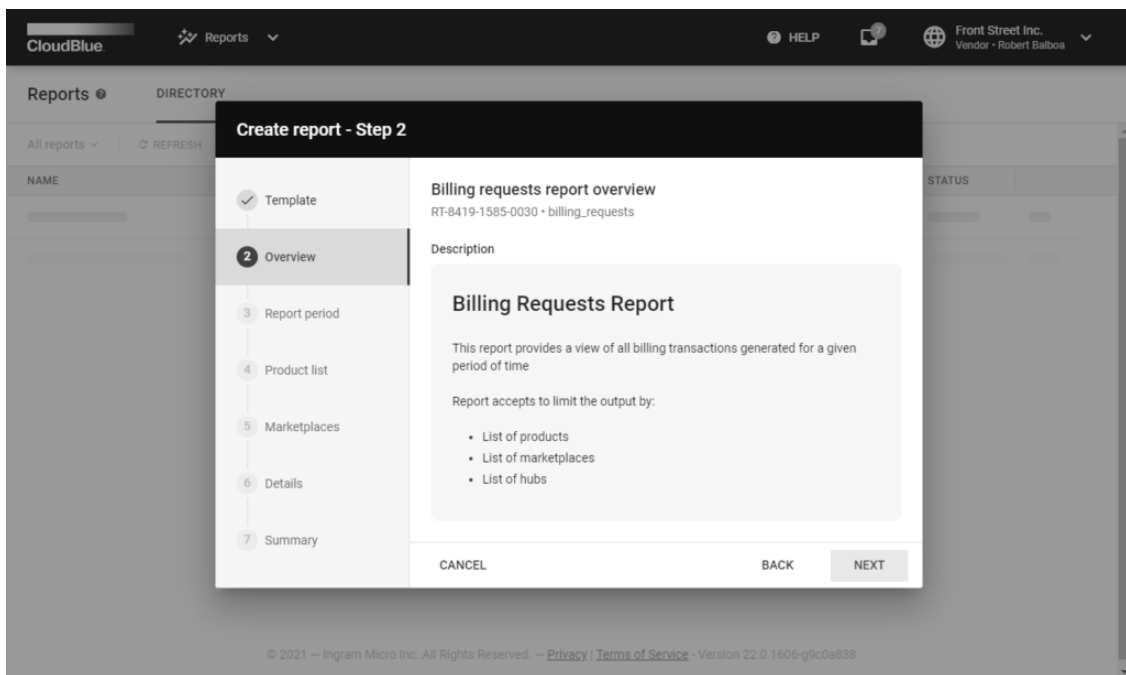 CloudBlue.
Reports
HELP
7
Front Street Inc.
Vendor • Robert Balboa
Reports
DIRECTORY
All reports
REFRESH
NAME
STATUS
Create report - Step 2
Template
2 Overview
3 Report period
4 Product list
5 Marketplaces
6 Details
7 Summary
Billing requests report overview
RT-8419-1585-0030 • billing_requests
Description
Billing Requests Report
This report provides a view of all billing transactions generated for a given
period of time
Report accepts to limit the output by:
• List of products
• List of marketplaces
• List of hubs
CANCEL
BACK
NEXT
© 2021 — Ingram Micro Inc. All Rights Reserved. — Privacy | Terms of Service - Version 22.0.1606-g9c0a838